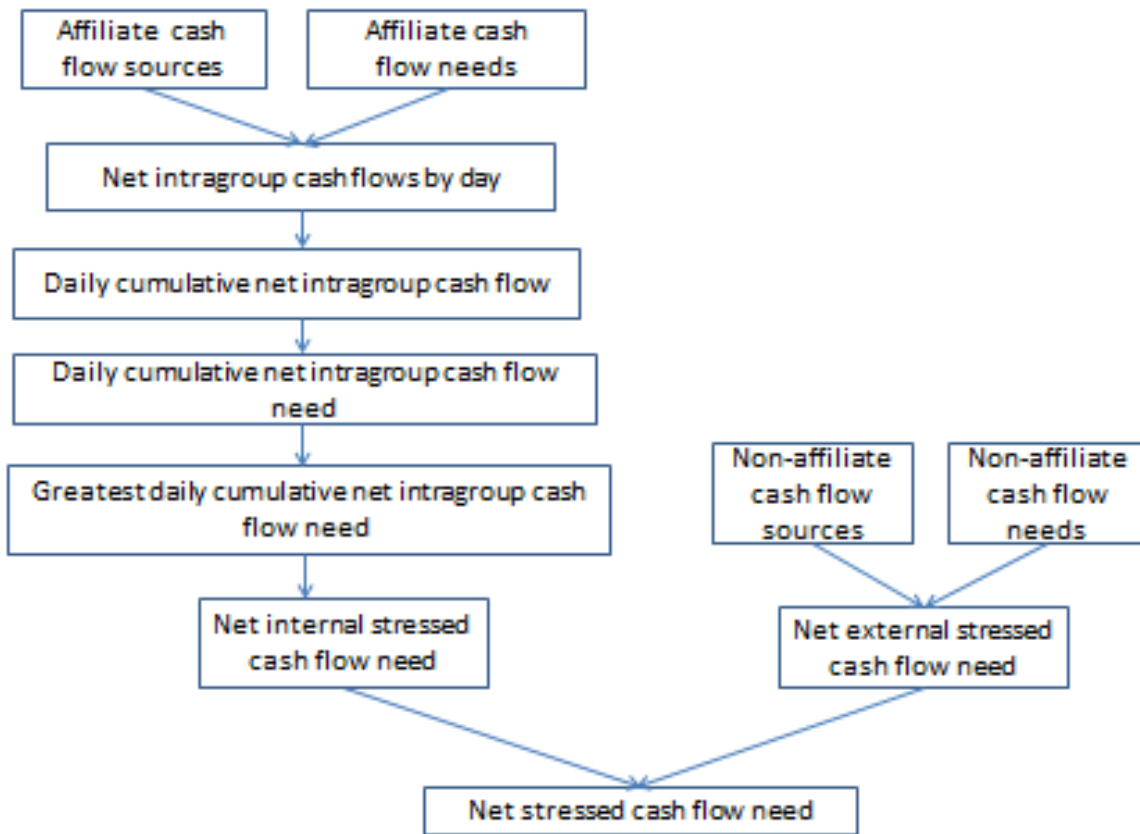 Affiliate cash
flow sources
Affiliate cash
flow needs
Net intragroup cash flows by day
Daily cumulative net intragroup cash flow
Daily cumulative net intragroup cash flow
need
Greatest daily cumulative net intragroup cash
flow need
Non-affiliate
cash flow
sources
Non-affiliate
cash flow
needs
Net internal stressed
cash flow need
Net external stressed
cash flow need
Net stressed cash flow need